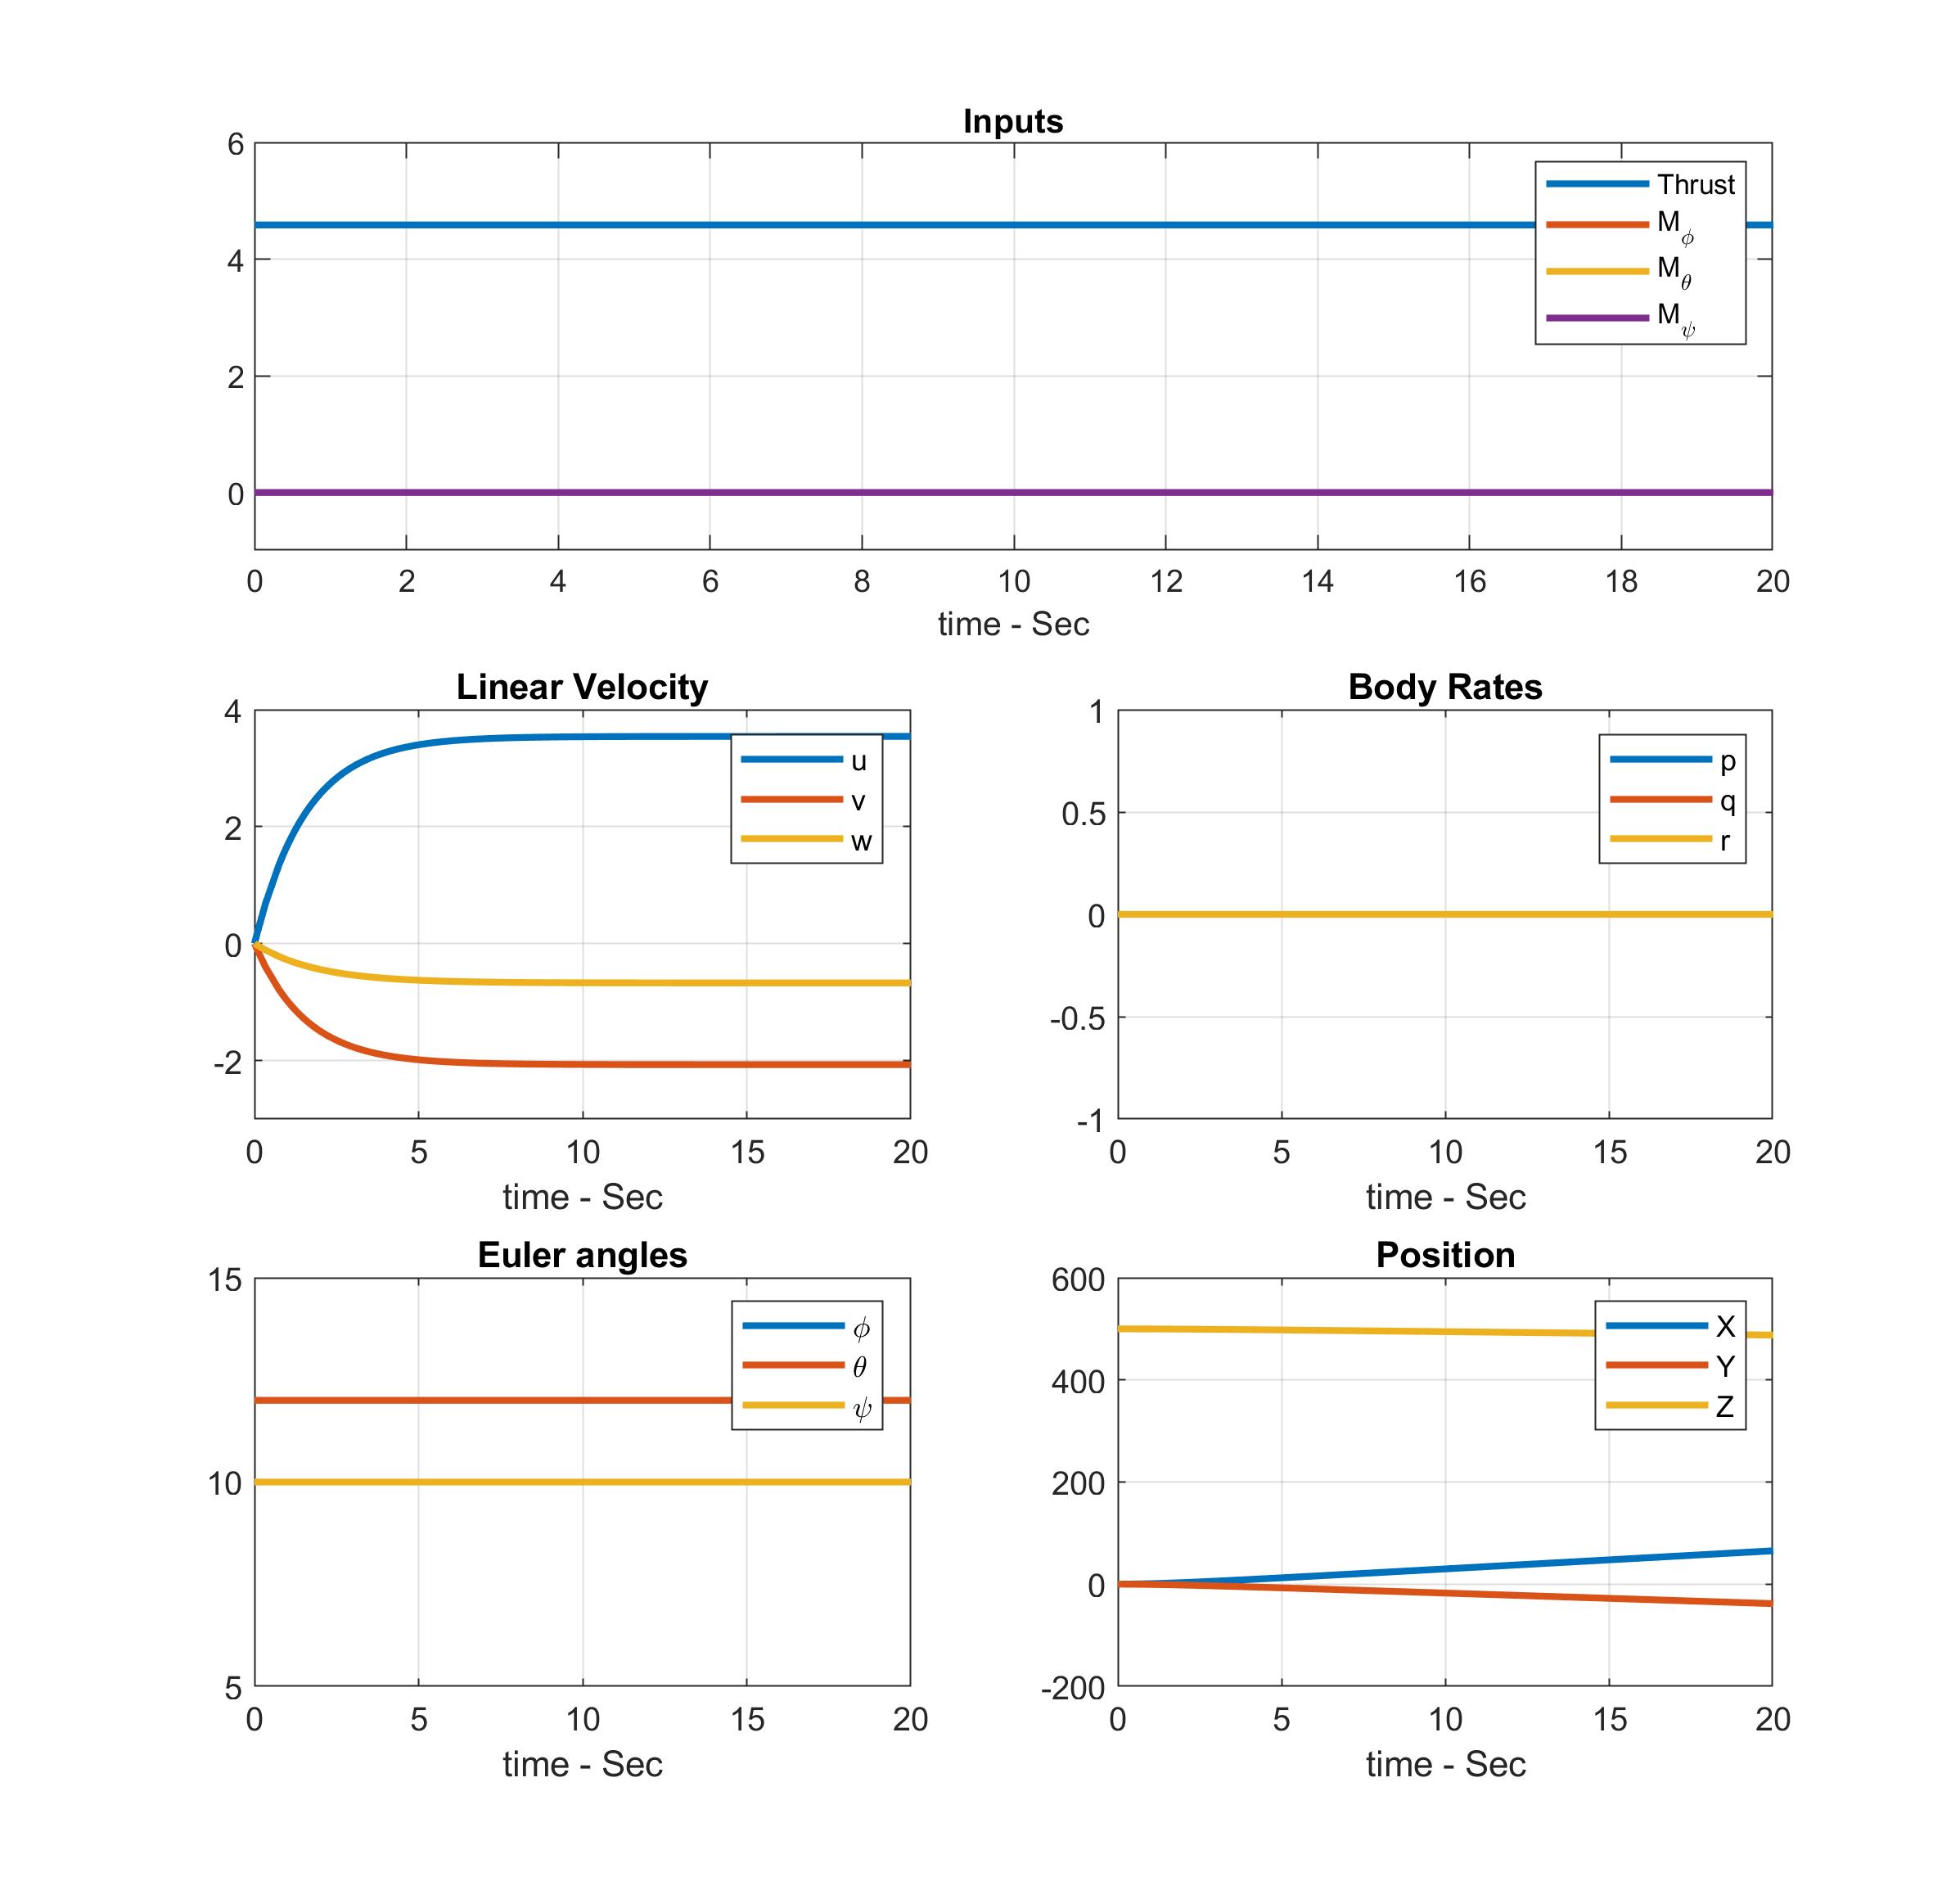 Inputs
6
4
2
0
Thrust
M_ϕ
M_θ
M_ψ
0 2 4 6 8 10 12 14 16 18 20
time - Sec
Linear Velocity
4
2
0
-2
u
v
w
0 5 10 15 20
time - Sec
Body Rates
1
0.5
0
-0.5
-1
p
q
r
0 5 10 15 20
time - Sec
Euler angles
15
10
5
ϕ
θ
ψ
0 5 10 15 20
time - Sec
Position
600
400
200
0
-200
X
Y
Z
0 5 10 15 20
time - Sec